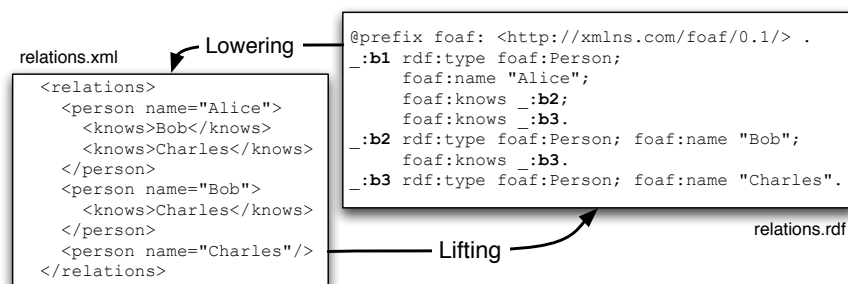 relations.xml
<relations>
<person name="Alice">
<knows>Bob</knows>
<knows>Charles</knows>
</person>
<person name="Bob">
<knows>Charles</knows>
</person>
<person name="Charles"/>
</relations>
Lowering
@prefix foaf: <http://xmlns.com/foaf/0.1/> .
_:b1 rdf:type foaf:Person;
foaf:name "Alice";
foaf:knows _:b2;
foaf:knows _:b3.
_:b2 rdf:type foaf:Person; foaf:name "Bob";
foaf:knows _:b3.
_:b3 rdf:type foaf:Person; foaf:name "Charles".
relations.rdf
Lifting